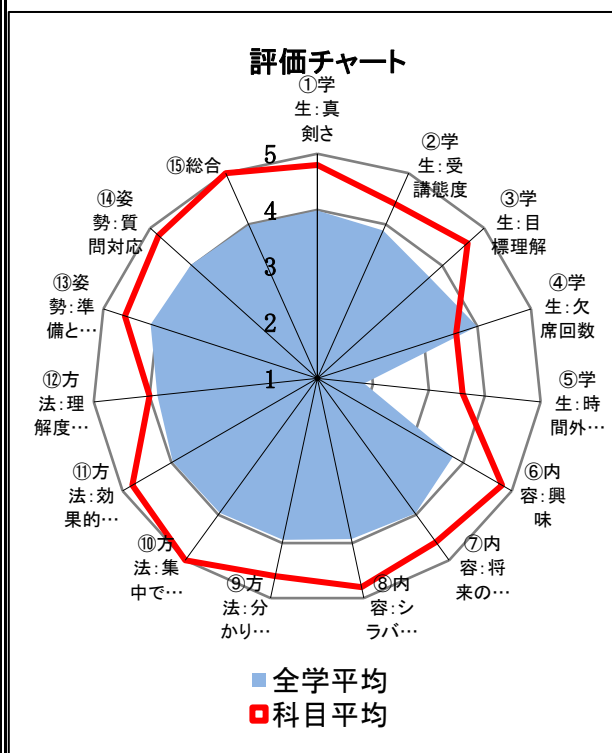 評価チャート
①学
生:真
剣さ
②学
生:受
講態度
③学
生:目
標理解
④学
生:欠
席回数
⑤学
生:時
間外…
⑥内
容:興
味
⑦内
容:将
来の…
⑧内
容:シ
ラバ…
⑨方
法:分
かり…
⑩方
法:集
中で…
⑪方
法:効
果的…
⑫方
法:理
解度…
⑬姿
勢:準
備と…
⑭姿
勢:質
問対応
⑮総合
5
4
3
2
1
全学平均
科目平均